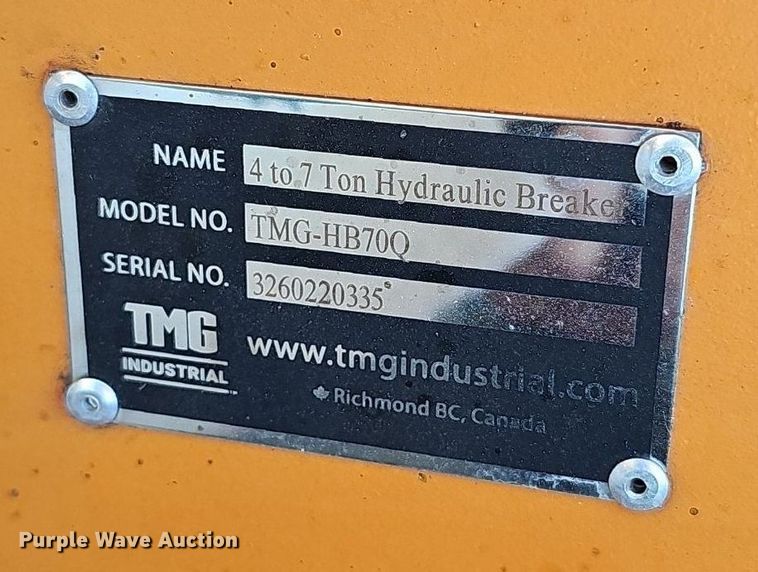 NAME 4 to 7 Ton Hydraulic Breaker
MODEL NO. TMG-HB70Q
SERIAL NO. 3260220335
TMG
INDUSTRIAL
www.tmgindustrial.com
Richmond BC, Canada
Purple Wave Auction